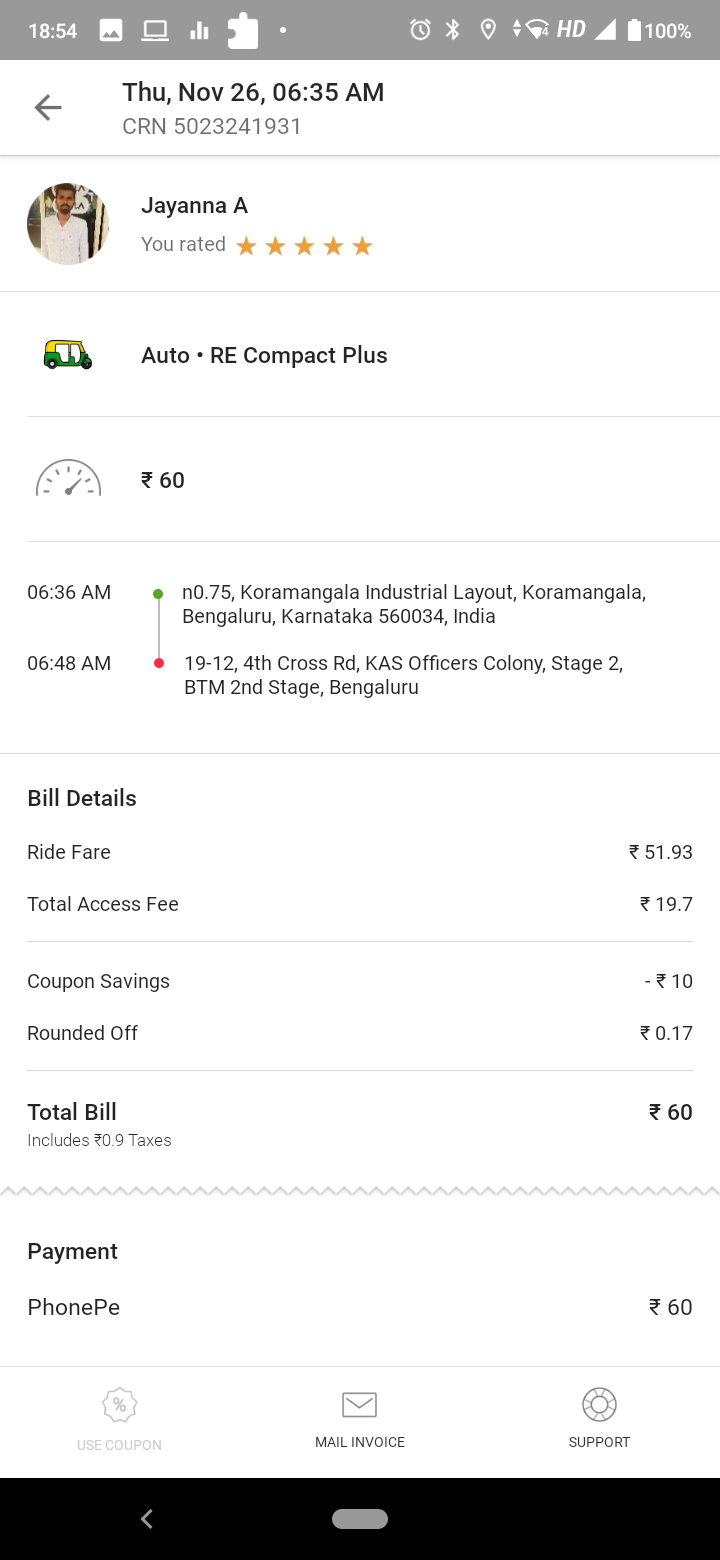 18:54
4 HD 100%
Thu, Nov 26, 06:35 AM
CRN 5023241931
Jayanna A
You rated
Auto • RE Compact Plus
₹ 60
06:36 AM n0.75, Koramangala Industrial Layout, Koramangala,
Bengaluru, Karnataka 560034, India
06:48 AM 19-12, 4th Cross Rd, KAS Officers Colony, Stage 2,
BTM 2nd Stage, Bengaluru
Bill Details
Ride Fare ₹ 51.93
Total Access Fee ₹ 19.7
Coupon Savings - ₹ 10
Rounded Off ₹ 0.17
Total Bill ₹ 60
Includes ₹0.9 Taxes
Payment
PhonePe ₹ 60
%
USE COUPON MAIL INVOICE SUPPORT